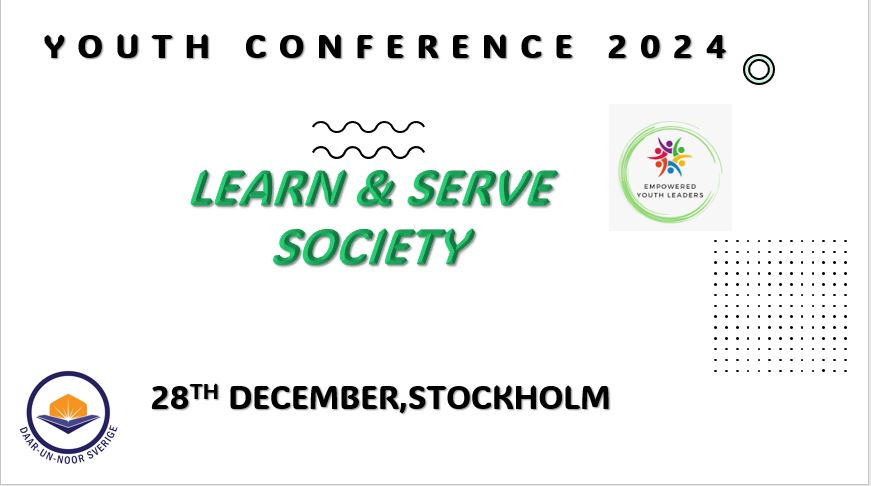 YOUTH CONFERENCE 2024
EMPOWERED
YOUTH LEADERS
LEARN & SERVE
SOCIETY
28TH DECEMBER,STOCKHOLM
DAAR-UN-NOOR SVERIGE